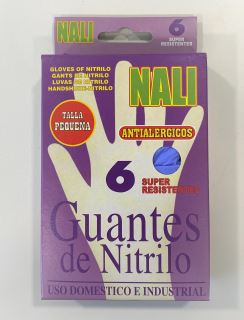 NALI
6
SUPER
RESISTENTES
GLOVES OF NITRILO
GANTS DE NITRILO
LUVAS DE NITRILO
HANDSHOE-NITRILO
NALI
TALLA
PEQUEÑA
ANTIALERGICOS
6
SUPER
RESISTENTES
Guantes
de Nitrilo
USO DOMESTICO E INDUSTRIAL